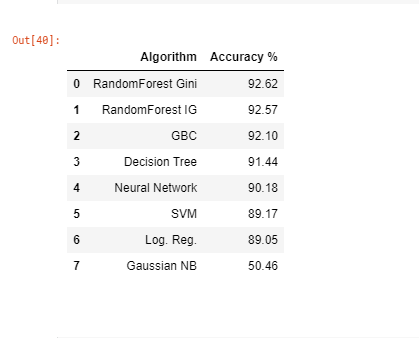 Out[40]:
Algorithm Accuracy %
0 RandomForest Gini 92.62
1 RandomForest IG 92.57
2 GBC 92.10
3 Decision Tree 91.44
4 Neural Network 90.18
5 SVM 89.17
6 Log. Reg. 89.05
7 Gaussian NB 50.46